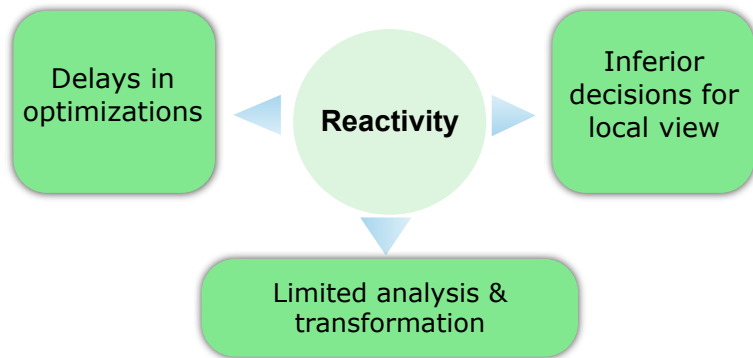 Delays in
optimizations
Reactivity
Inferior
decisions for
local view
Limited analysis &
transformation